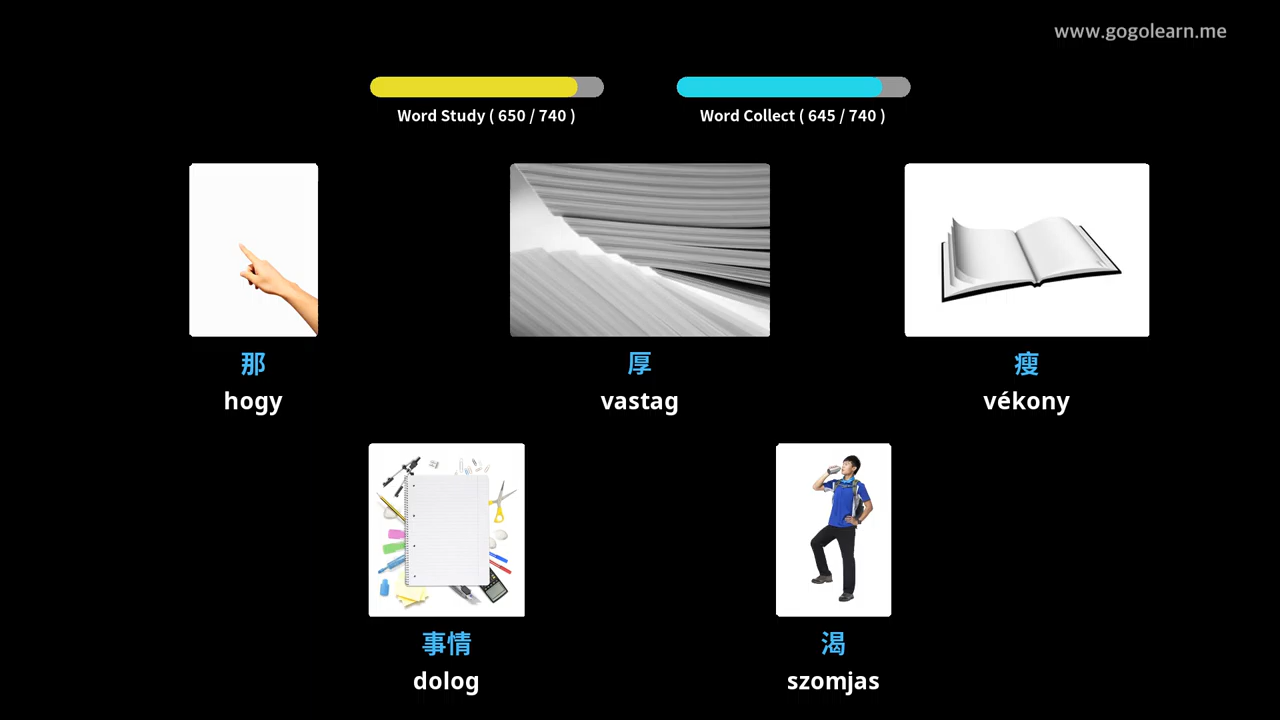 www.gogolearn.me
Word Study ( 650 / 740 )
Word Collect ( 645 / 740 )
那
hogy
厚
vastag
瘦
vékony
事情
dolog
渴
szomjas